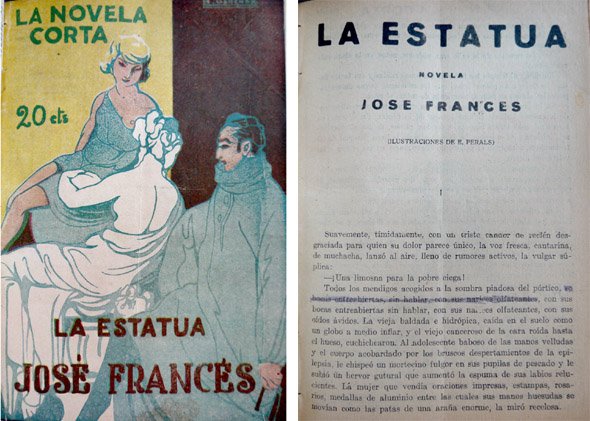 LA NOVELA
CORTA
20 cts
LA ESTATUA
JOSÉ FRANCÉS
LA ESTATUA
NOVELA
JOSE FRANCES
(ILUSTRACIONES DE E. PERALS)
I
Suavemente, tímidamente, con un triste candor de recién des-
graciada para quien su dolor parece único, la voz fresca, cantarina,
de muchacha, lanzó al aire, lleno de rumores activos, la vulgar sú-
plica:
—¡Una limosna para la pobre ciega!
Todos los mendigos acogidos a la sombra piadosa del pórtico,
bocas entreabiertas, sin hablar, con sus narices olfateantes, con sus
bocas entreabiertas sin hablar, con sus narices olfateantes, con sus
oídos ávidos. La vieja baldada e hidrópica, caída en el suelo como
un globo a medio inflar, y el viejo canceroso de la cara roída hasta
el hueso, cuchichearon. Al adolescente baboso de las manos velludas
y el cuerpo acobardado por los bruscos despertamientos de la epi-
lepsia, le chispeó un mortecino fulgor en sus pupilas de pescado y le
subió un hervor gutural que aumentó la espuma de sus labios relu-
cientes. La mujer que vendía oraciones impresas, estampas, rosa-
rios, medallas de aluminio entre las cuales sus manos huesudas se
movían como las patas de una araña enorme, la miró recelosa.